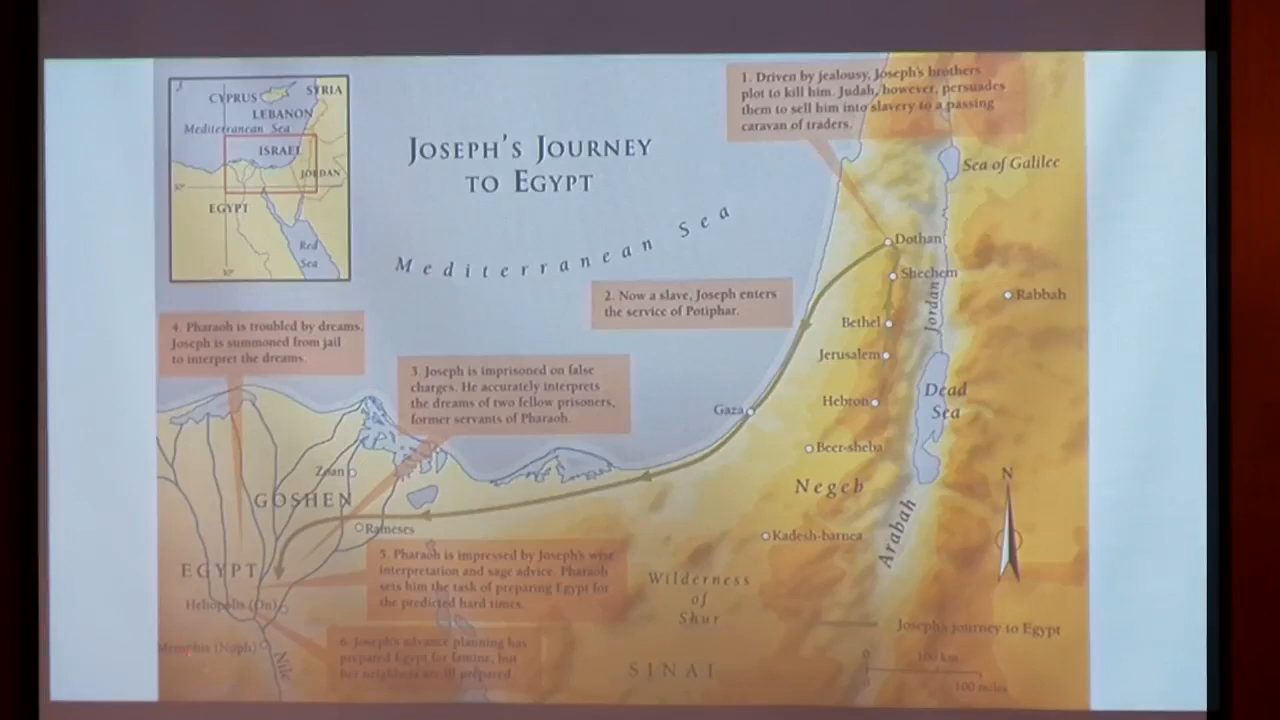 CYPRUS
SYRIA
LEBANON
Mediterranean Sea
ISRAEL
JORDAN
30°
EGYPT
Red
Sea
30°
JOSEPH'S JOURNEY
TO EGYPT
Mediterranean Sea
1. Driven by jealousy, Joseph's brothers
plot to kill him. Judah, however, persuades
them to sell him into slavery to a passing
caravan of traders.
Sea of Galilee
Dothan
Shechem
Jordan
Rabbah
2. Now a slave, Joseph enters
the service of Potiphar.
Bethel
Jerusalem
4. Pharaoh is troubled by dreams.
Joseph is summoned from jail
to interpret the dreams.
3. Joseph is imprisoned on false
charges. He accurately interprets
the dreams of two fellow prisoners,
former servants of Pharaoh.
Dead
Sea
Hebron
Gaza
Beer-sheba
Zoan
GOSHEN
Negeb
N
Rameses
Kadesh-barnea
Arabah
5. Pharaoh is impressed by Joseph's wise
interpretation and sage advice. Pharaoh
sets him the task of preparing Egypt for
the predicted hard times.
EGYPT
Wilderness
of
Shur
Heliopolis (On)
Joseph's journey to Egypt
6. Joseph's advance planning has
prepared Egypt for famine, but
her neighbors are ill prepared
Memphis (Noph)
Nile
SINAI
0
100 km
0
100 miles